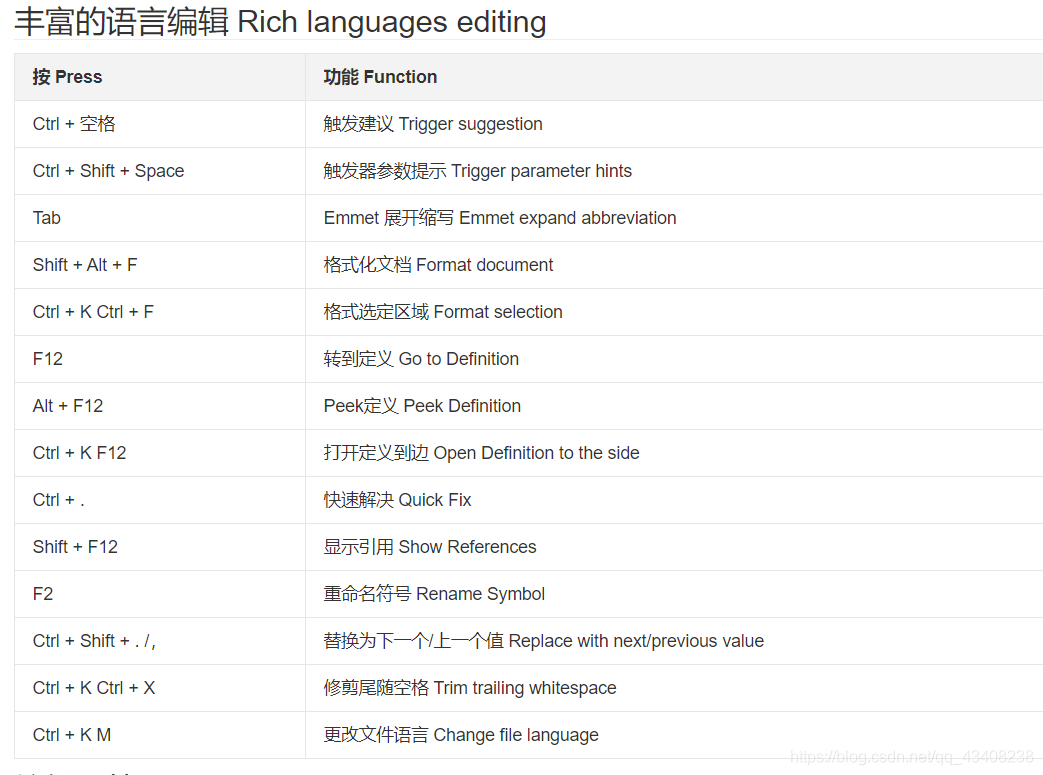 丰富的语言编辑 Rich languages editing
按 Press 功能 Function
Ctrl + 空格 触发建议 Trigger suggestion
Ctrl + Shift + Space 触发器参数提示 Trigger parameter hints
Tab Emmet 展开缩写 Emmet expand abbreviation
Shift + Alt + F 格式化文档 Format document
Ctrl + K Ctrl + F 格式选定区域 Format selection
F12 转到定义 Go to Definition
Alt + F12 Peek定义 Peek Definition
Ctrl + K F12 打开定义到边 Open Definition to the side
Ctrl + . 快速解决 Quick Fix
Shift + F12 显示引用 Show References
F2 重命名符号 Rename Symbol
Ctrl + Shift + . /, 替换为下一个/上一个值 Replace with next/previous value
Ctrl + K Ctrl + X 修剪尾随空格 Trim trailing whitespace
Ctrl + K M 更改文件语言 Change file language
https://blog.csdn.net/qq_43408238